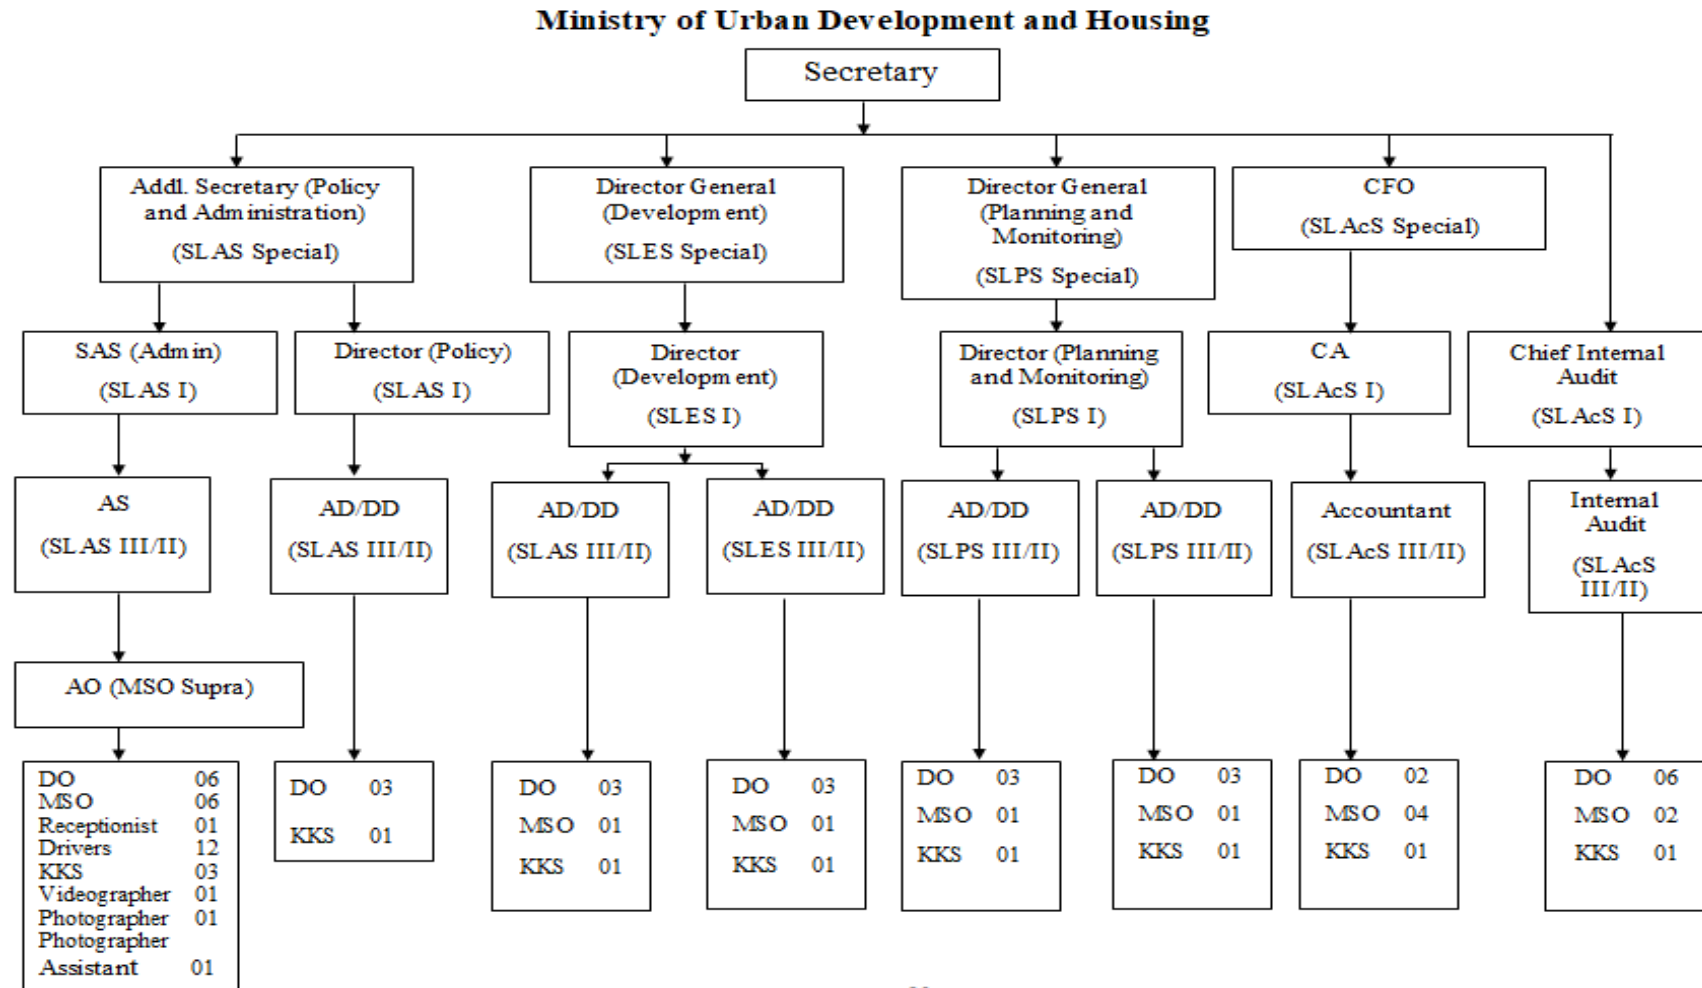 Ministry of Urban Development and Housing
Secretary
Addl. Secretary (Policy
and Administration)
(SLAS Special)
Director General
(Development)
(SLES Special)
Director General
(Planning and
Monitoring)
(SLPS Special)
CFO
(SLAcS Special)
SAS (Admin)
(SLAS I)
Director (Policy)
(SLAS I)
Director
(Development)
(SLES I)
Director (Planning
and Monitoring)
(SLPS I)
CA
(SLAcS I)
Chief Internal
Audit
(SLAcS I)
AS
(SLAS III/II)
AD/DD
(SLAS III/II)
AD/DD
(SLAS III/II)
AD/DD
(SLES III/II)
AD/DD
(SLPS III/II)
AD/DD
(SLPS III/II)
Accountant
(SLAcS III/II)
Internal
Audit
(SLAcS
III/II)
AO (MSO Supra)
DO 06
MSO 06
Receptionist 01
Drivers 12
KKS 03
Videographer 01
Photographer 01
Photographer
Assistant 01
DO 03
KKS 01
DO 03
MSO 01
KKS 01
DO 03
MSO 01
KKS 01
DO 03
MSO 01
KKS 01
DO 03
MSO 01
KKS 01
DO 02
MSO 04
KKS 01
DO 06
MSO 02
KKS 01